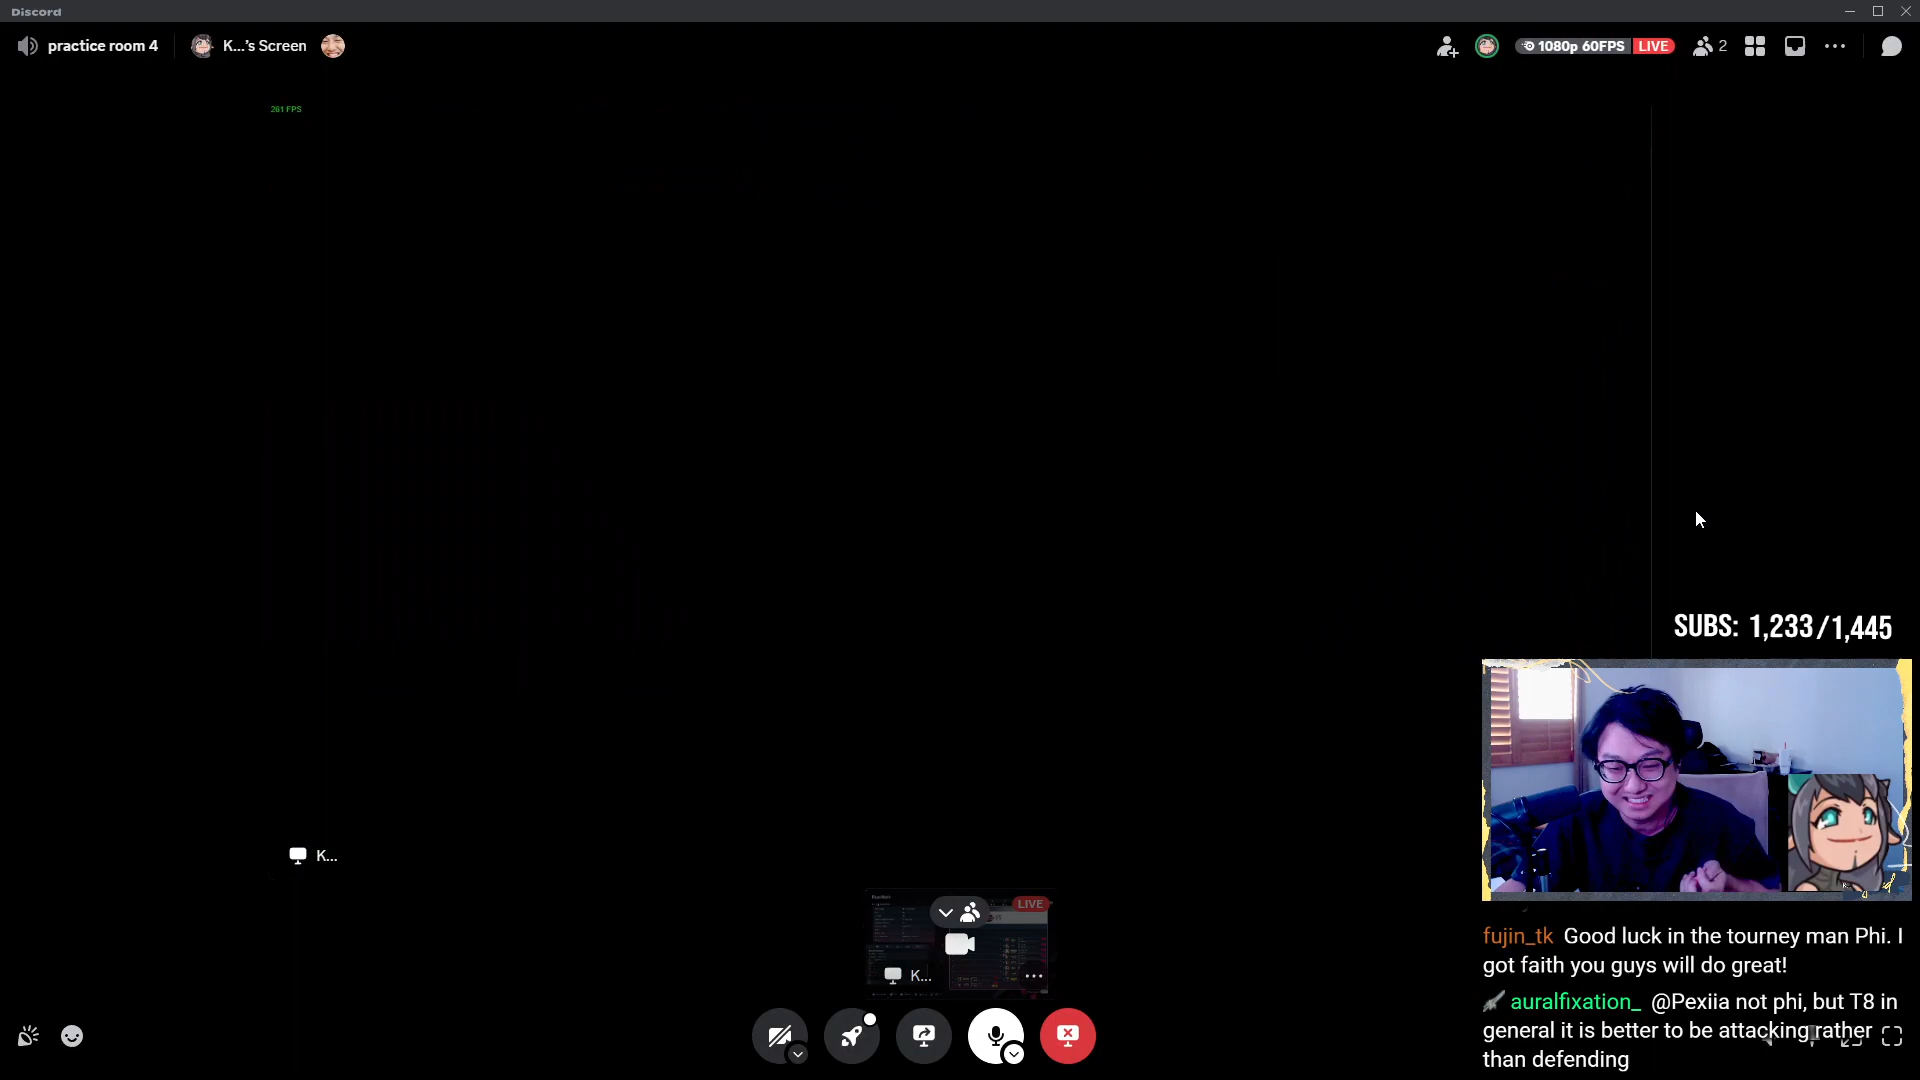 Discord
practice room 4
K...'s Screen
1080p 60FPS
LIVE
2
261 FPS
SUBS: 1,233/1,445
K...
LIVE
K...
fujin_tk Good luck in the tourney man Phi. I
got faith you guys will do great!
auralfixation_ @Pexiia not phi, but T8 in
general it is better to be attacking rather
than defending